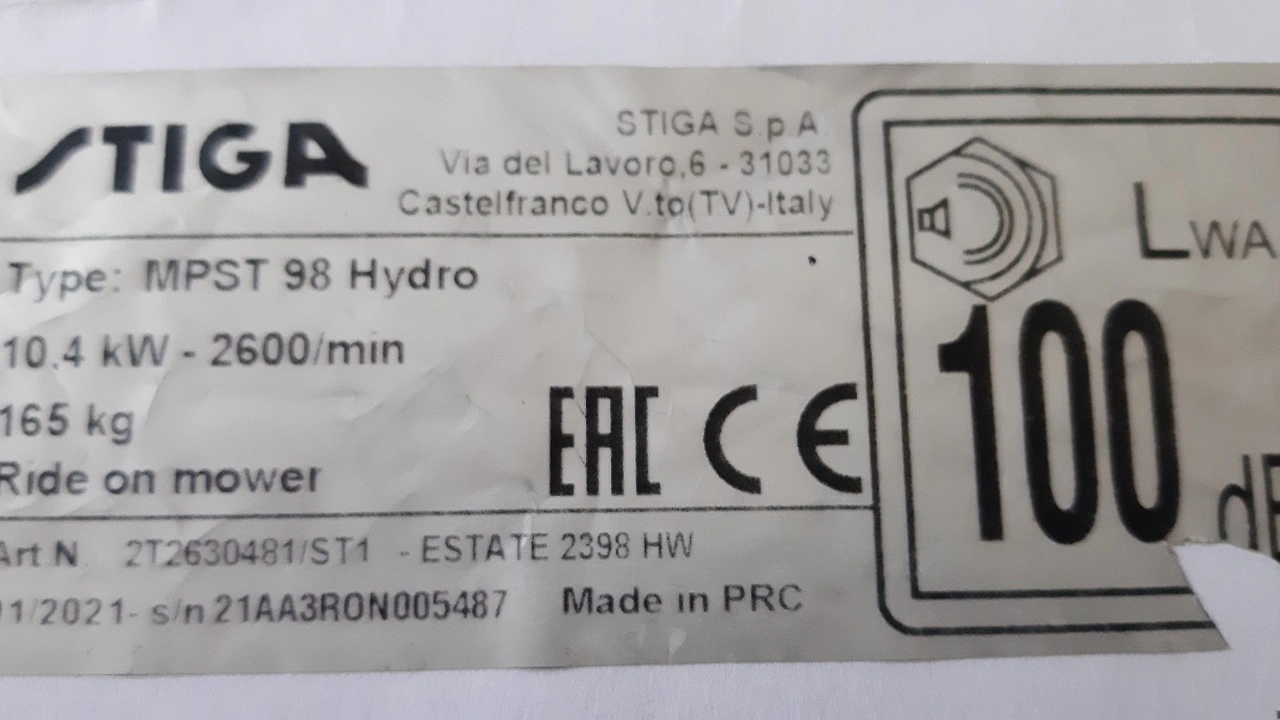 STIGA
STIGA S.p.A.
Via del Lavoro,6 - 31033
Castelfranco V.to(TV)-Italy
Type: MPST 98 Hydro
10.4 kW - 2600/min
165 kg
Ride on mower
EAC CE
Art N. 2T2630481/ST1 - ESTATE 2398 HW
1/2021- s/n 21AA3RON005487 Made in PRC
LWA
100
dB